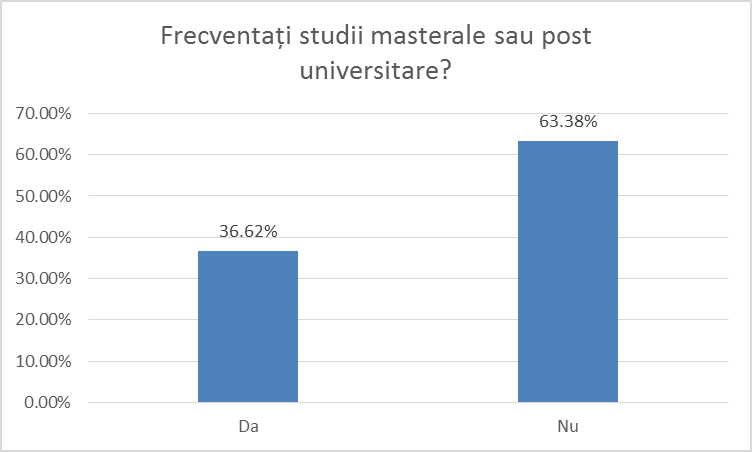 Frecventați studii masterale sau post
universitare?
70.00%
60.00%
50.00%
40.00%
30.00%
20.00%
10.00%
0.00%
36.62%
63.38%
Da
Nu